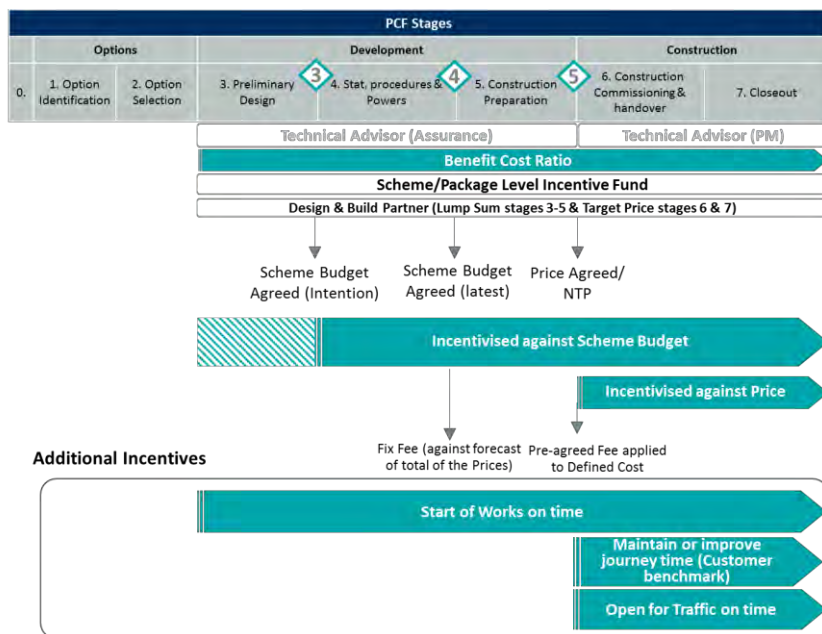 PCF Stages
Options
Development
Construction
0.
1. Option
Identification
2. Option
Selection
3. Preliminary
Design
3
4. Stat, procedures &
Powers
4
5. Construction
Preparation
5
6. Construction
Commissioning &
handover
7. Closeout
Technical Advisor (Assurance)
Technical Advisor (PM)
Benefit Cost Ratio
Scheme/Package Level Incentive Fund
Design & Build Partner (Lump Sum stages 3-5 & Target Price stages 6 & 7)
Scheme Budget
Agreed (Intention)
Scheme Budget
Agreed (latest)
Price Agreed/
NTP
Incentivised against Scheme Budget
Incentivised against Price
Fix Fee (against forecast
of total of the Prices)
Pre-agreed Fee applied
to Defined Cost
Additional Incentives
Start of Works on time
Maintain or improve
journey time (Customer
benchmark)
Open for Traffic on time